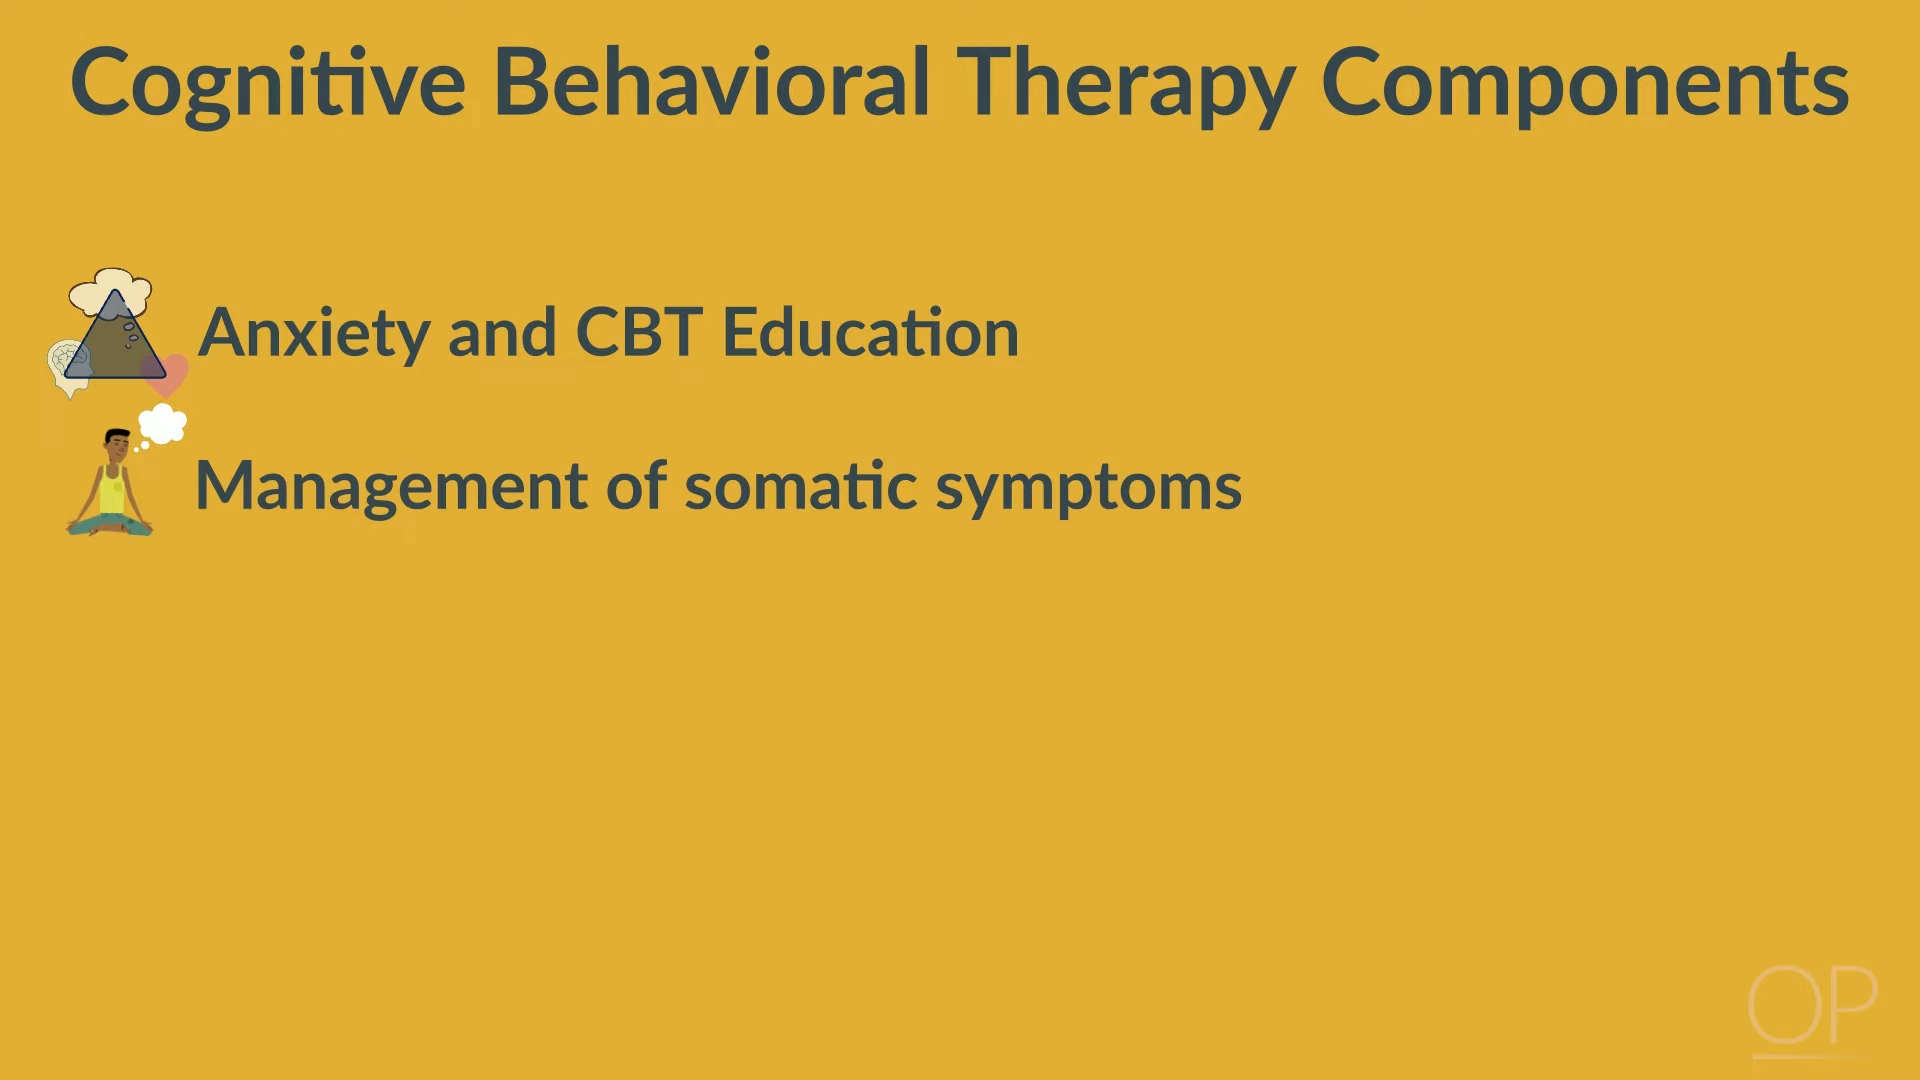 Cognitive Behavioral Therapy Components
Anxiety and CBT Education
Management of somatic symptoms
OP